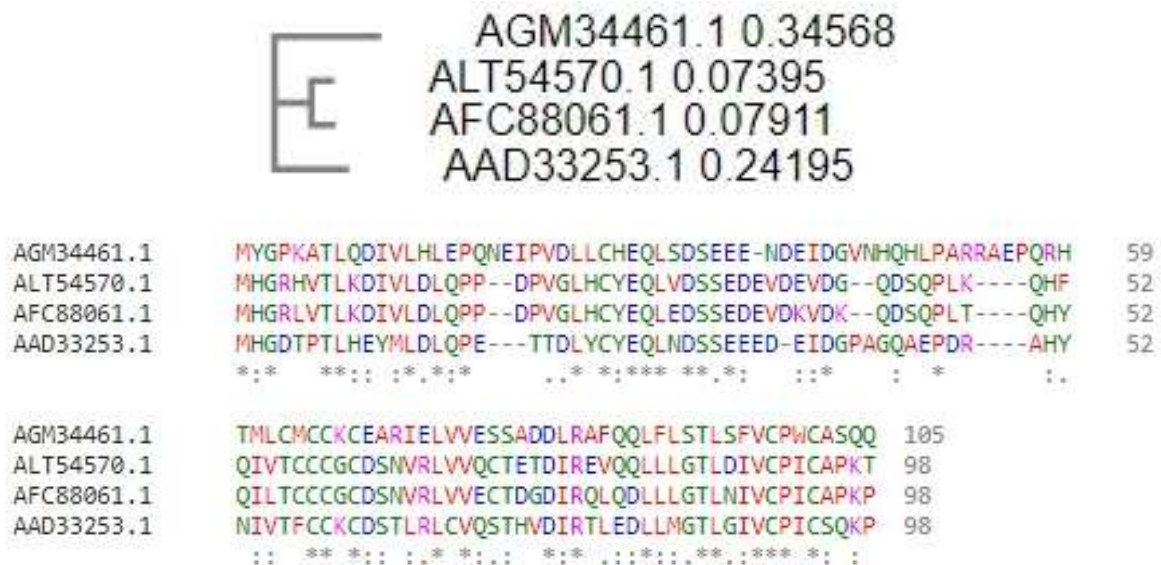 AGM34461.1 0.34568
ALT54570.1 0.07395
AFC88061.1 0.07911
AAD33253.1 0.24195
AGM34461.1 MYGPKATLQDIVLHLEPQNEIPVDLLCHEQLSDSEEE-NDEIDGVNHQHLPARRAEPQRH 59
ALT54570.1 MHGRHVTLKDIVLDLQPP--DPVGLHCYEQLVDSSEDEVDEVDG--QDSQPLK----QHF 52
AFC88061.1 MHGRLVTLKDIVLDLQPP--DPVGLHCYEQLEDSSEDEVDKVDK--QDSQPLT----QHY 52
AAD33253.1 MHGDTPTLHEYMLDLQPE---TTDLYCYEQLNDSSEEED-EIDGPAGQAEPDR----AHY 52
*:* **:: :*.*:* ..* *:*** **.*: ::* : * :.
AGM34461.1 TMLCMCCKCEARIELVVESSADDLRAFQQLFLSTLSFVCPWCASQQ 105
ALT54570.1 QIVTCCCGCDSNVRLVVQCTETDIREVQQLLLGTLDIVCPICAPKT 98
AFC88061.1 QILTCCCGCDSNVRLVVECTDGDIRQLQDLLLGTLNIVCPICAPKP 98
AAD33253.1 NIVTFCCKCDSTLRLCVQSTHVDIRTLEDLLMGTLGIVCPICSQKP 98
:: ** *:: :.* *:.: *:* .::*::.**.:*** *: :